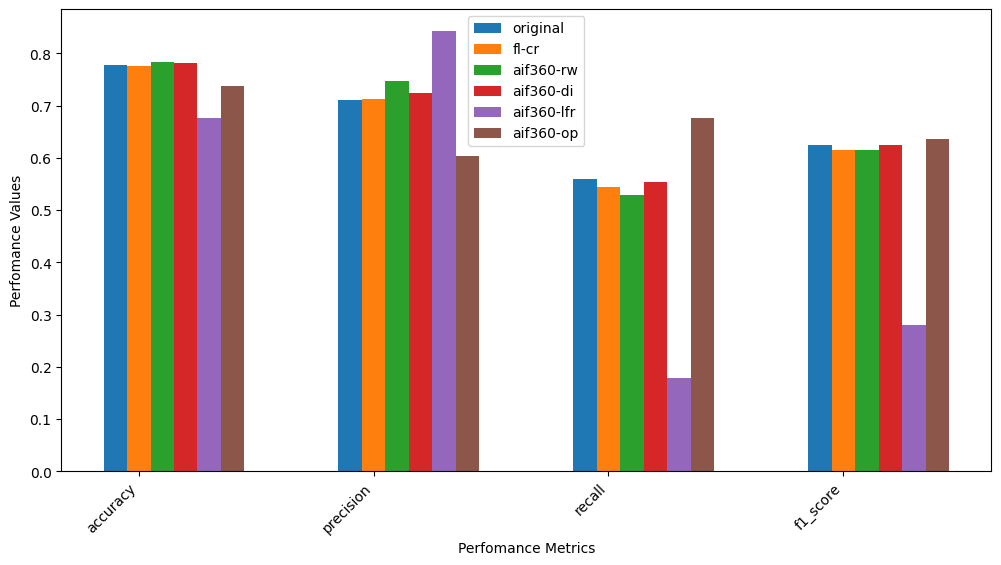 original
fl-cr
aif360-rw
aif360-di
aif360-lfr
aif360-op
0.8
0.7
0.6
0.5
0.4
0.3
0.2
0.1
0.0
Perfomance Values
accuracy
precision
recall
f1_score
Perfomance Metrics